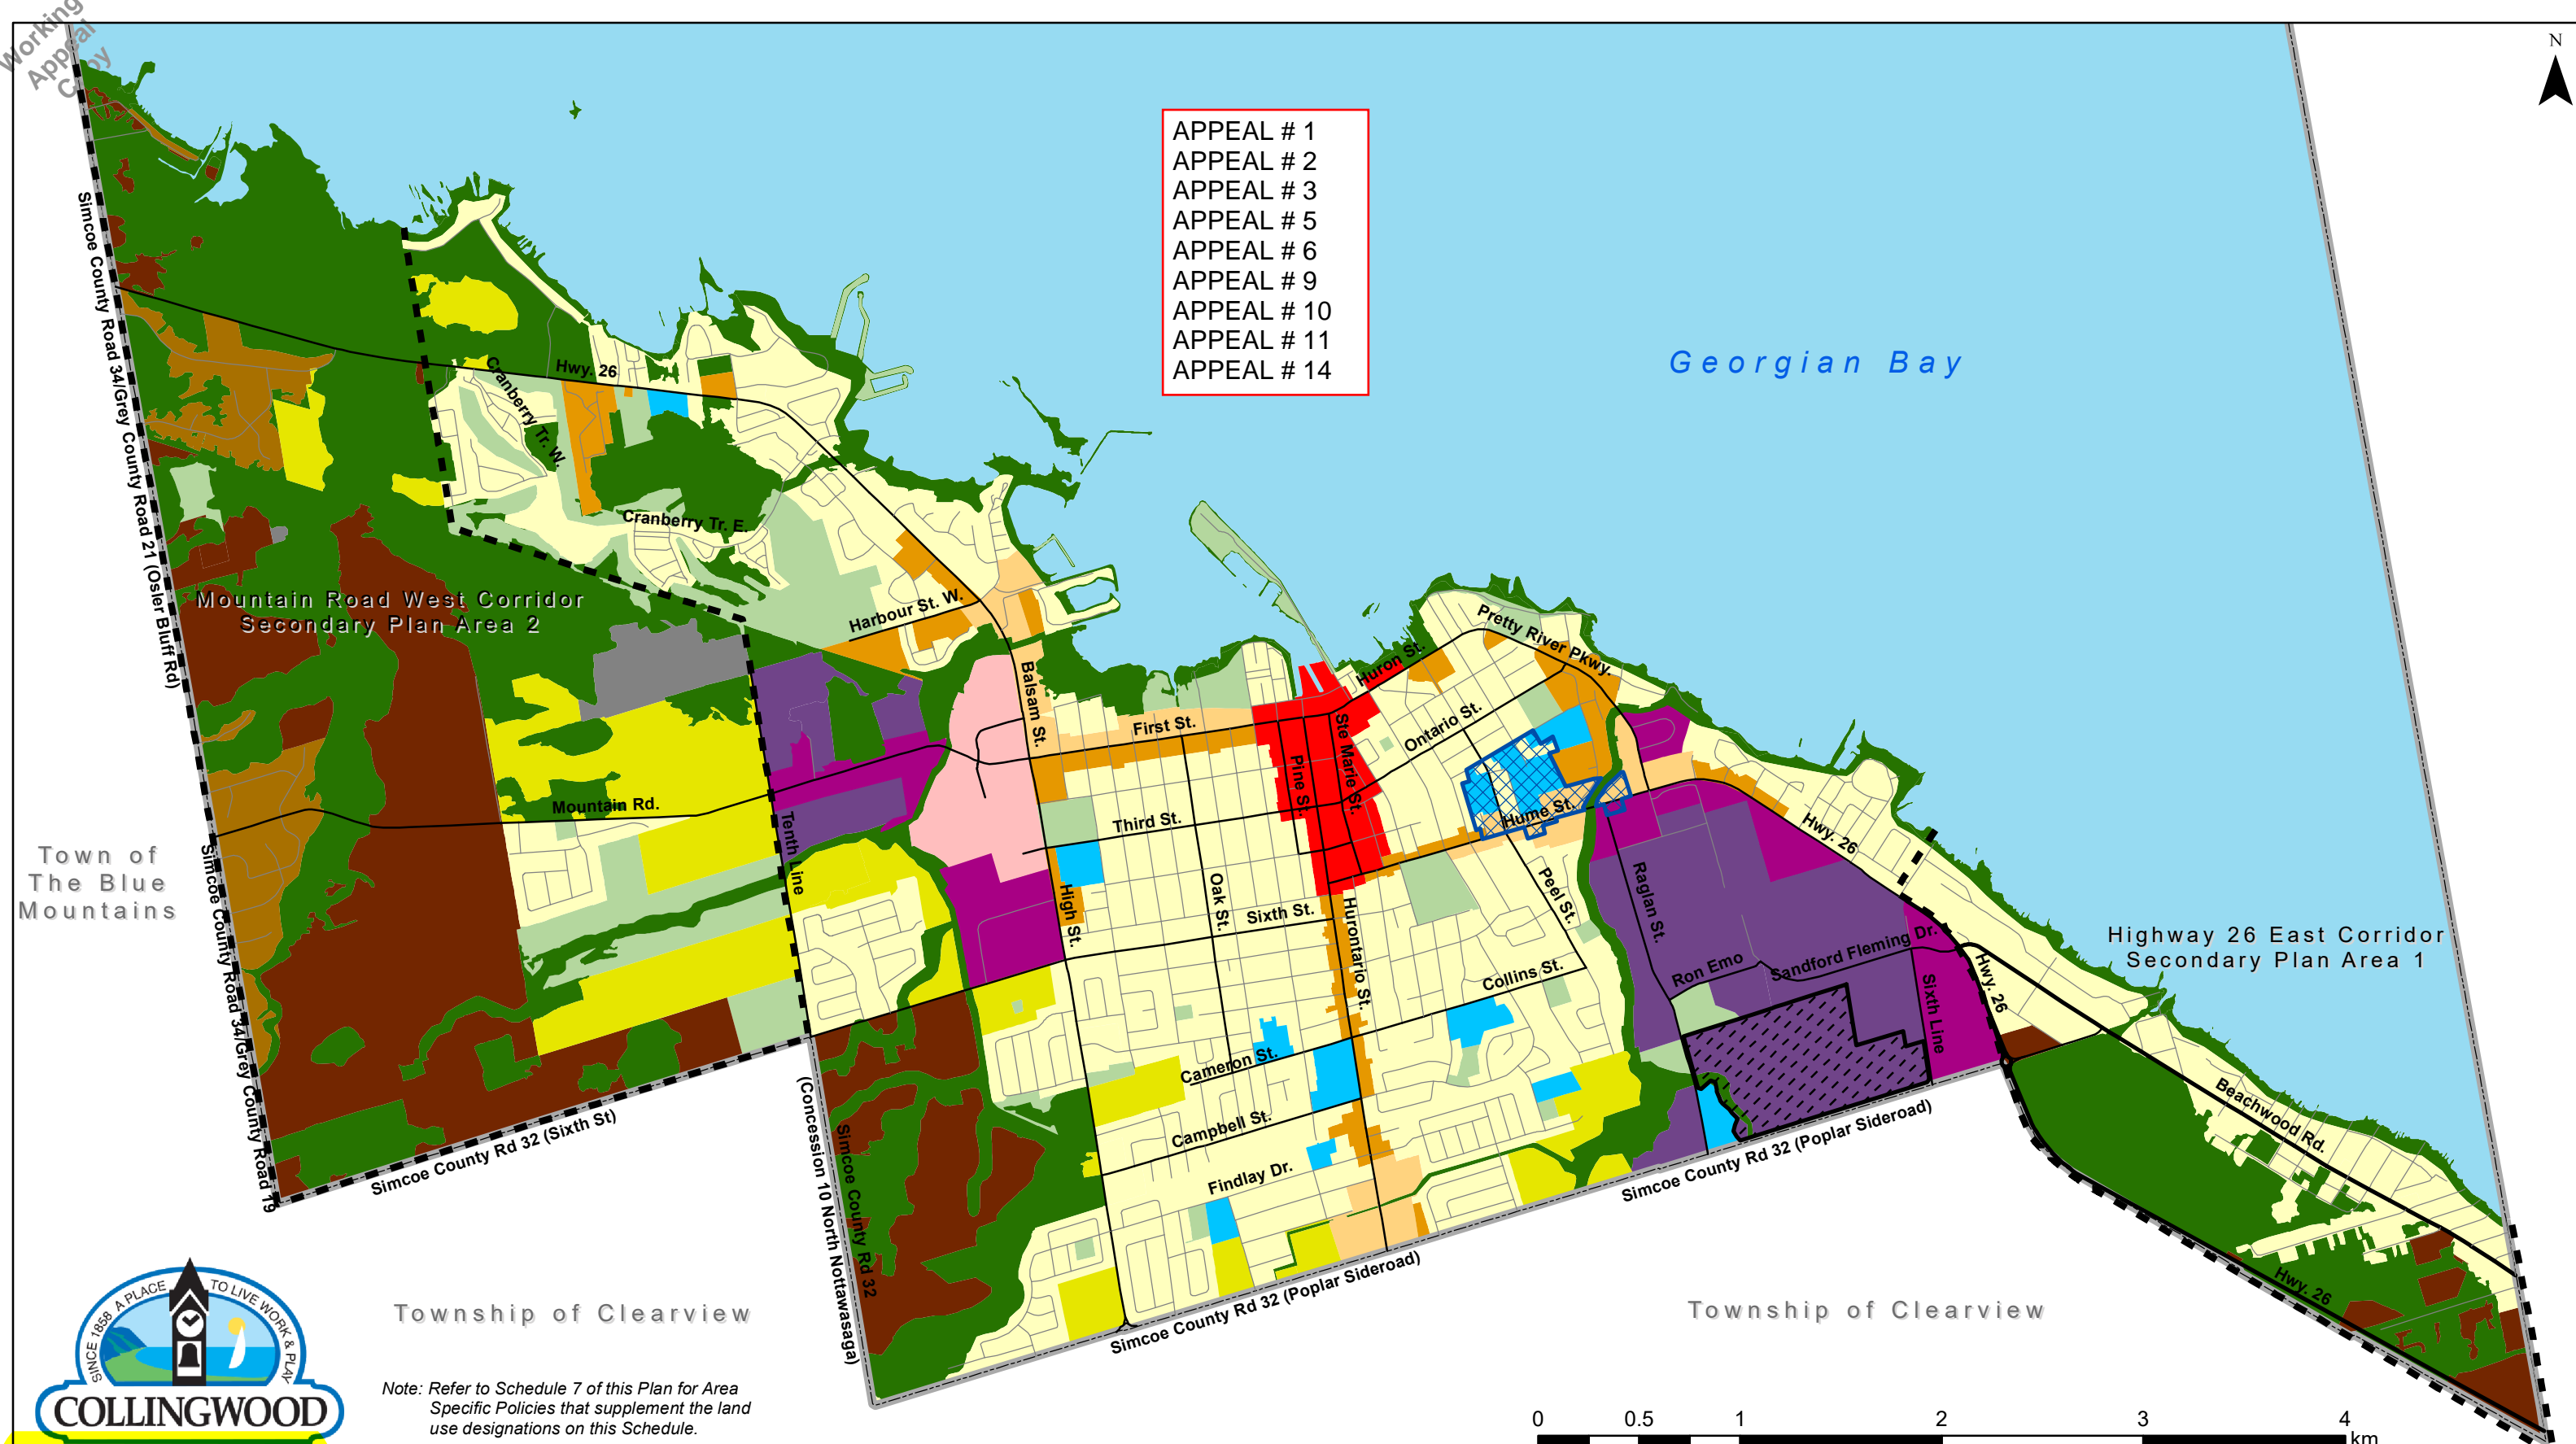 Working
Appeal
Copy
N
APPEAL # 1
APPEAL # 2
APPEAL # 3
APPEAL # 5
APPEAL # 6
APPEAL # 9
APPEAL # 10
APPEAL # 11
APPEAL # 14
Georgian Bay
Simcoe County Road 34/Grey County Road 21 (Osler Bluff Rd)
Hwy. 26
Cranberry Tr. W.
Cranberry Tr. E.
Mountain Road West Corridor
Secondary Plan Area 2
Harbour St. W.
Balsam St.
First St.
Huron St.
Pretty River Pkwy.
Ontario St.
Ste Marie St.
Pine St.
Mountain Rd.
Tenth Line
Third St.
Hume St.
Hwy. 26
Town of
The Blue
Mountains
Simcoe County Road 34/Grey County Road 19
High St.
Oak St.
Sixth St.
Hurontario St.
Peel St.
Raglan St.
Collins St.
Ron Emo
Sandford Fleming Dr.
Sixth Line
Hwy. 26
Highway 26 East Corridor
Secondary Plan Area 1
Cameron St.
Campbell St.
Findlay Dr.
Simcoe County Rd 32 (Sixth St)
Simcoe County Rd 32
(Concession 10 North Nottawasaga)
Simcoe County Rd 32 (Poplar Sideroad)
Simcoe County Rd 32 (Poplar Sideroad)
Beachwood Rd.
Hwy. 26
Township of Clearview
Township of Clearview
SINCE 1858 A PLACE TO LIVE WORK & PLAY
COLLINGWOOD
Note: Refer to Schedule 7 of this Plan for Area
Specific Policies that supplement the land
use designations on this Schedule.
0 0.5 1 2 3 4
km